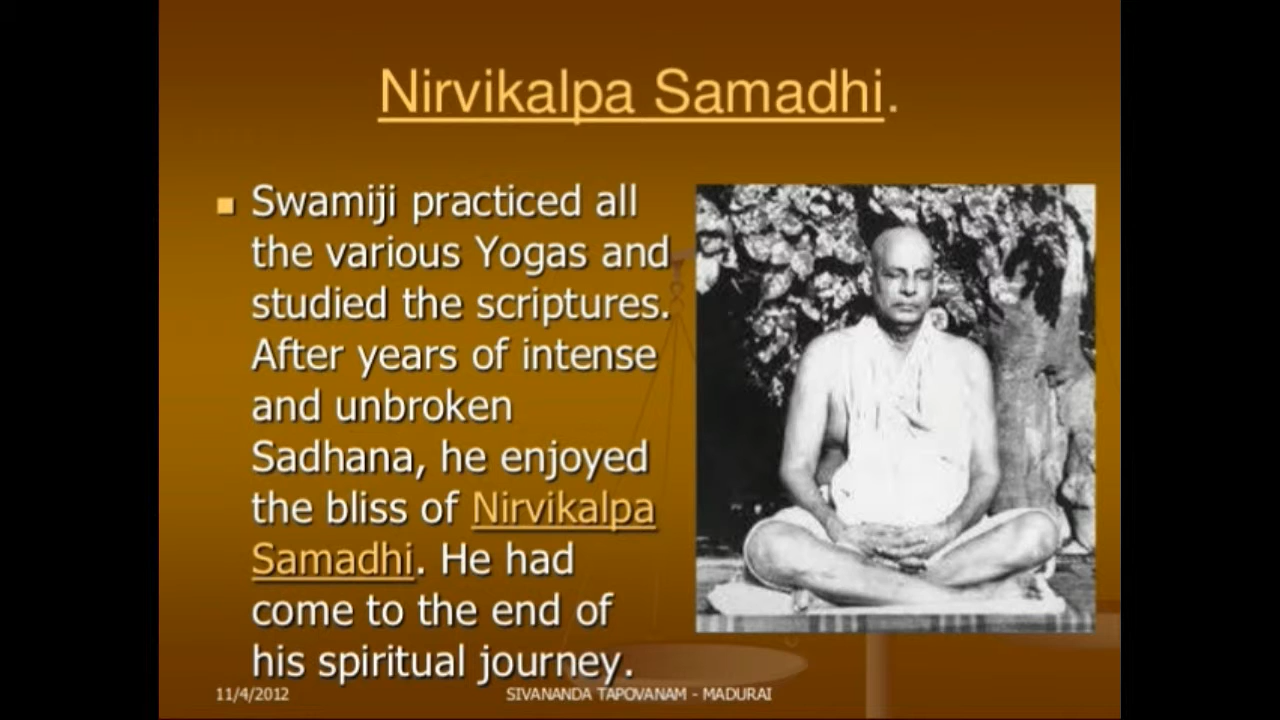 Nirvikalpa Samadhi.
Swamiji practiced all
the various Yogas and
studied the scriptures.
After years of intense
and unbroken
Sadhana, he enjoyed
the bliss of Nirvikalpa
Samadhi. He had
come to the end of
his spiritual journey.
11/4/2012 SIVANANDA TAPOVANAM - MADURAI